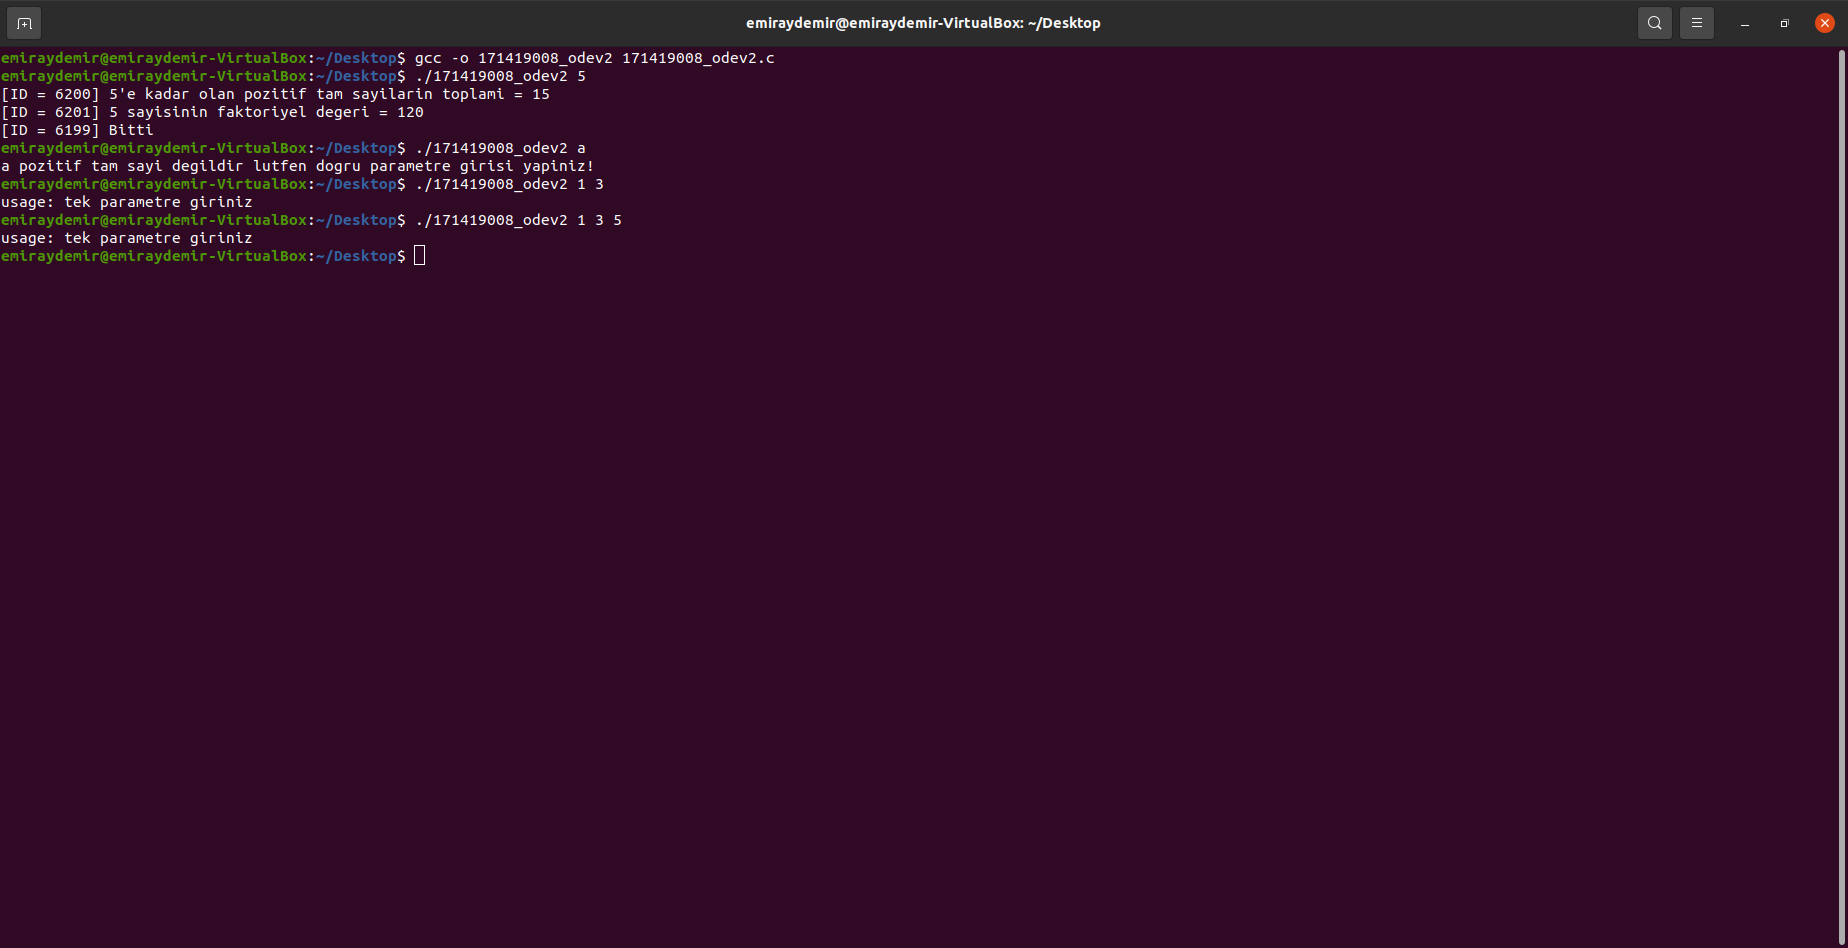 emiraydemir@emiraydemir-VirtualBox: ~/Desktop
emiraydemir@emiraydemir-VirtualBox:~/Desktop$ gcc -o 171419008_odev2 171419008_odev2.c
emiraydemir@emiraydemir-VirtualBox:~/Desktop$ ./171419008_odev2 5
[ID = 6200] 5'e kadar olan pozitif tam sayilarin toplami = 15
[ID = 6201] 5 sayisinin faktoriyel degeri = 120
[ID = 6199] Bitti
emiraydemir@emiraydemir-VirtualBox:~/Desktop$ ./171419008_odev2 a
a pozitif tam sayi degildir lutfen dogru parametre girisi yapiniz!
emiraydemir@emiraydemir-VirtualBox:~/Desktop$ ./171419008_odev2 1 3
usage: tek parametre giriniz
emiraydemir@emiraydemir-VirtualBox:~/Desktop$ ./171419008_odev2 1 3 5
usage: tek parametre giriniz
emiraydemir@emiraydemir-VirtualBox:~/Desktop$